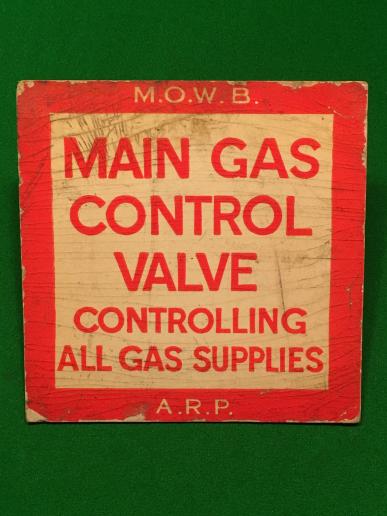 M.O.W.B.
MAIN GAS
CONTROL
VALVE
CONTROLLING
ALL GAS SUPPLIES
A.R.P.